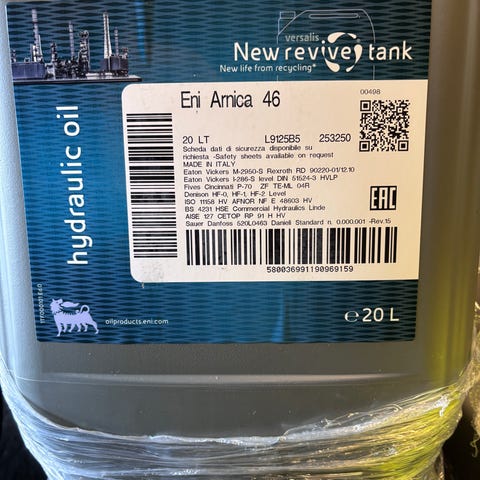 versalis
New revive tank
New life from recycling*
hydraulic oil
Eni Arnica 46
00498
20 LT L9125B5 253250
Scheda dati di sicurezza disponibile su
richiesta -Safety sheets available on request
MADE IN ITALY
Eaton Vickers M-2950-S Rexroth RD 90220-01/12.10
Eaton Vickers I-286-S level DIN 51524-3 HVLP
Fives Cincinnati P-70 ZF TE-ML 04R
Denison HF-0, HF-1, HF-2 Level
ISO 11158 HV AFNOR NF E 48603 HV
BS 4231 HSE Commercial Hydraulics Linde
AISE 127 CETOP RP 91 H HV
Sauer Danfoss 520L0463 Danieli Standard n. 0.000.001 -Rev.15
EAC
580036991190969159
oilproducts.eni.com
℮ 20 L